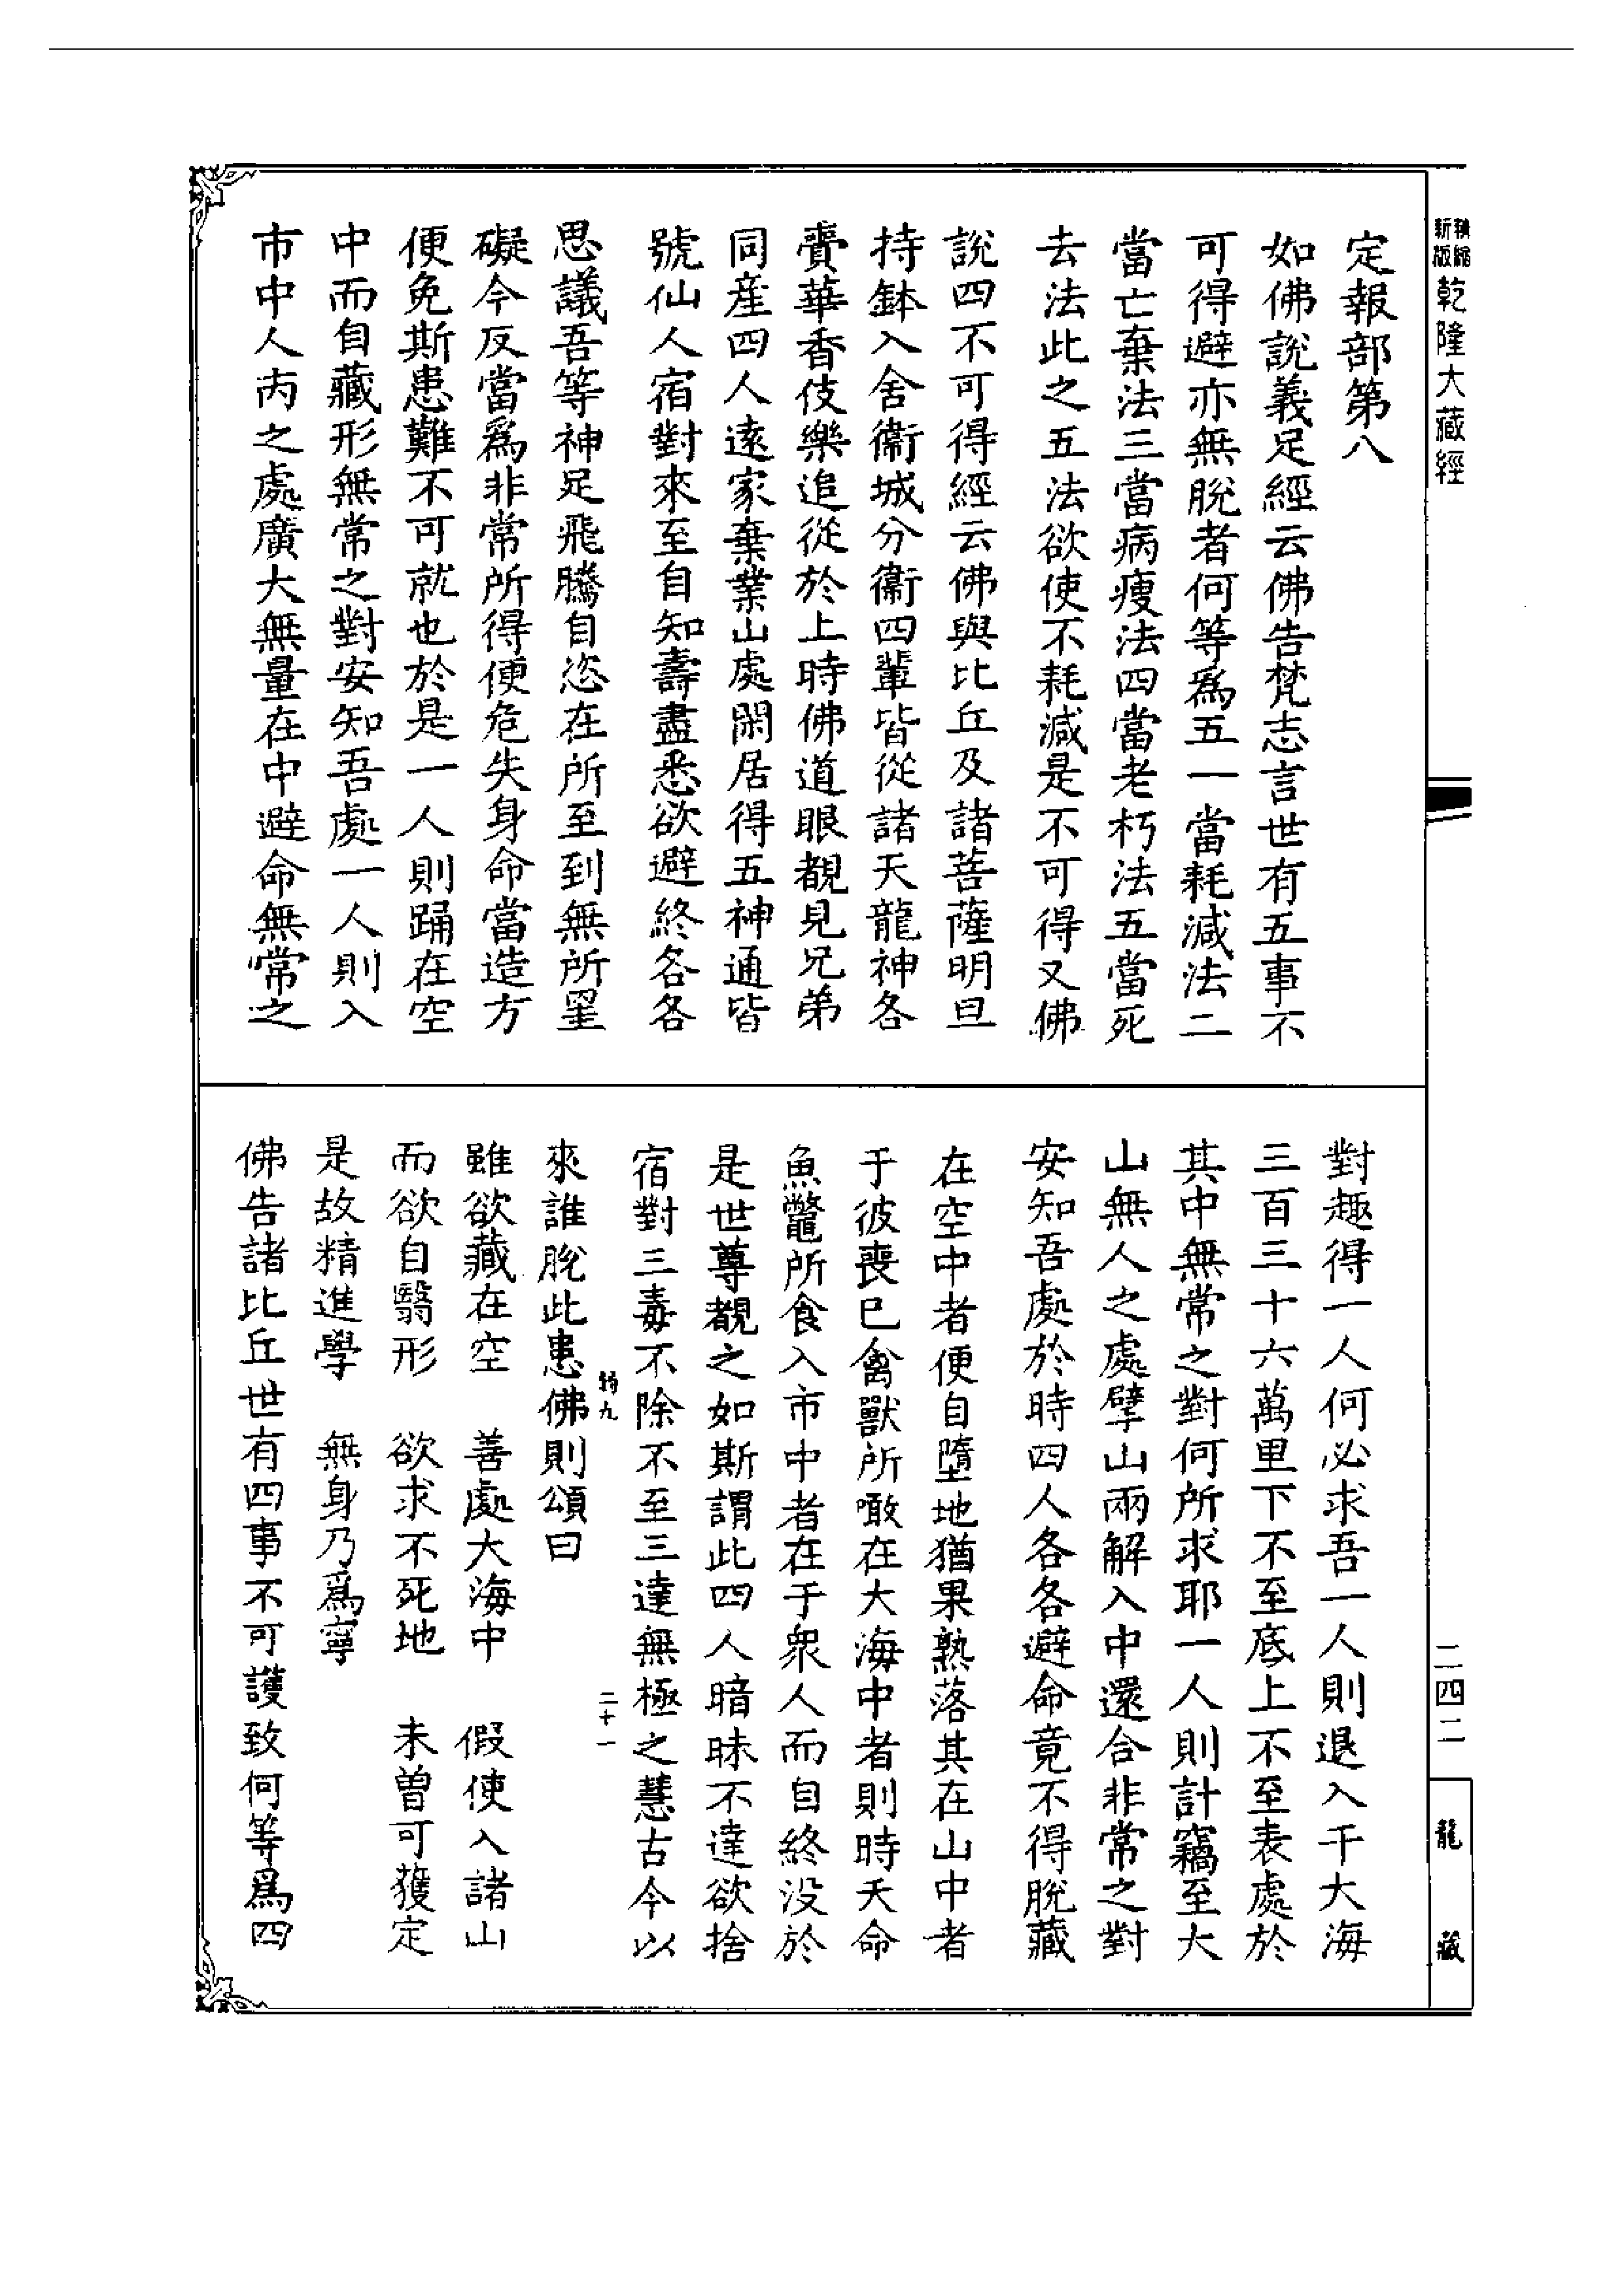 新版精縮
乾隆大藏經
二四二
龍藏
定報部第八
如佛說義足經云佛告梵志言世有五事不
可得避亦無脫者何等爲五一當耗減法二
當亡棄法三當病瘦法四當老朽法五當死
去法此之五法欲使不耗減是不可得又佛
說四不可得經云佛與比丘及諸菩薩明旦
持鉢入舍衞城分衞四輩皆從諸天龍神各
賷華香伎樂追從於上時佛道眼覩見兄弟
同產四人遠家棄業山處閑居得五神通皆
號仙人宿對來至自知壽盡悉欲避終各各
思議吾等神足飛騰自恣在所至到無所罣
礙今反當爲非常所得便危失身命當造方
便免斯患難不可就也於是一人則踊在空
中而自藏形無常之對安知吾處一人則入
市中人丙之處廣大無量在中避命無常之
對趣得一人何必求吾一人則退入于大海
三百三十六萬里下不至底上不至表處於
其中無常之對何所求耶一人則計竊至大
山無人之處擘山兩解入中還合非常之對
安知吾處於時四人各各避命竟不得脫藏
在空中者便自墮地猶果熟落其在山中者
于彼喪已禽獸所噉在大海中者則時夭命
魚鼈所食入市中者在于衆人而自終没於
是世尊覩之如斯謂此四人暗昧不達欲捨
宿對三毒不除不至三達無極之慧古今以
來誰脫此患佛則頌曰
雖欲藏在空　善處大海中　假使入諸山
而欲自翳形　欲求不死地　未曾可獲定
是故精進學　無身乃爲寧
佛告諸比丘世有四事不可護致何等爲四
二十一